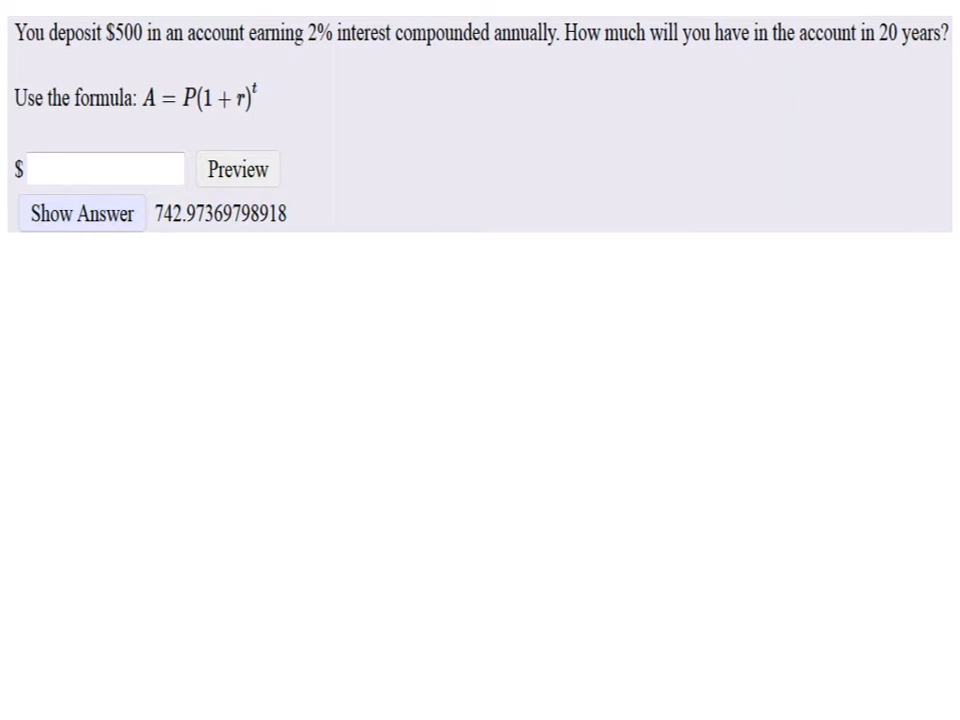 You deposit $500 in an account earning 2% interest compounded annually. How much will you have in the account in 20 years?
Use the formula: A = P(1 + r)^t
$ Preview
Show Answer 742.97369798918